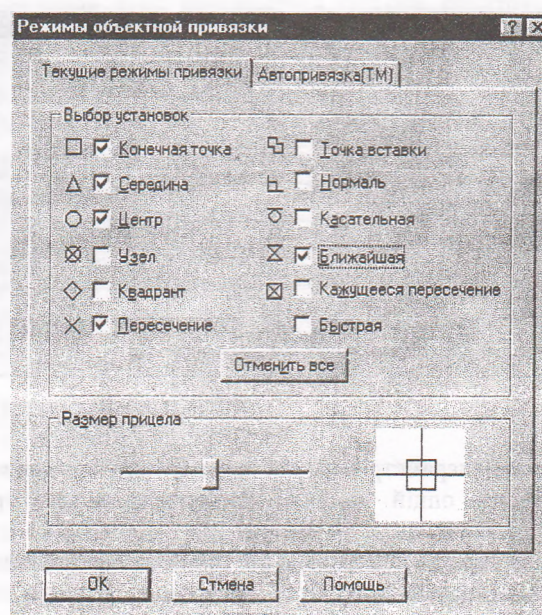 Режимы объектной привязки
Текущие режимы привязки Автопривязка(TM)
Выбор установок
Конечная точка
Середина
Центр
Узел
Квадрант
Пересечение
Точка вставки
Нормаль
Касательная
Ближайшая
Кажущееся пересечение
Быстрая
Отменить все
Размер прицела
OK Отмена Помощь